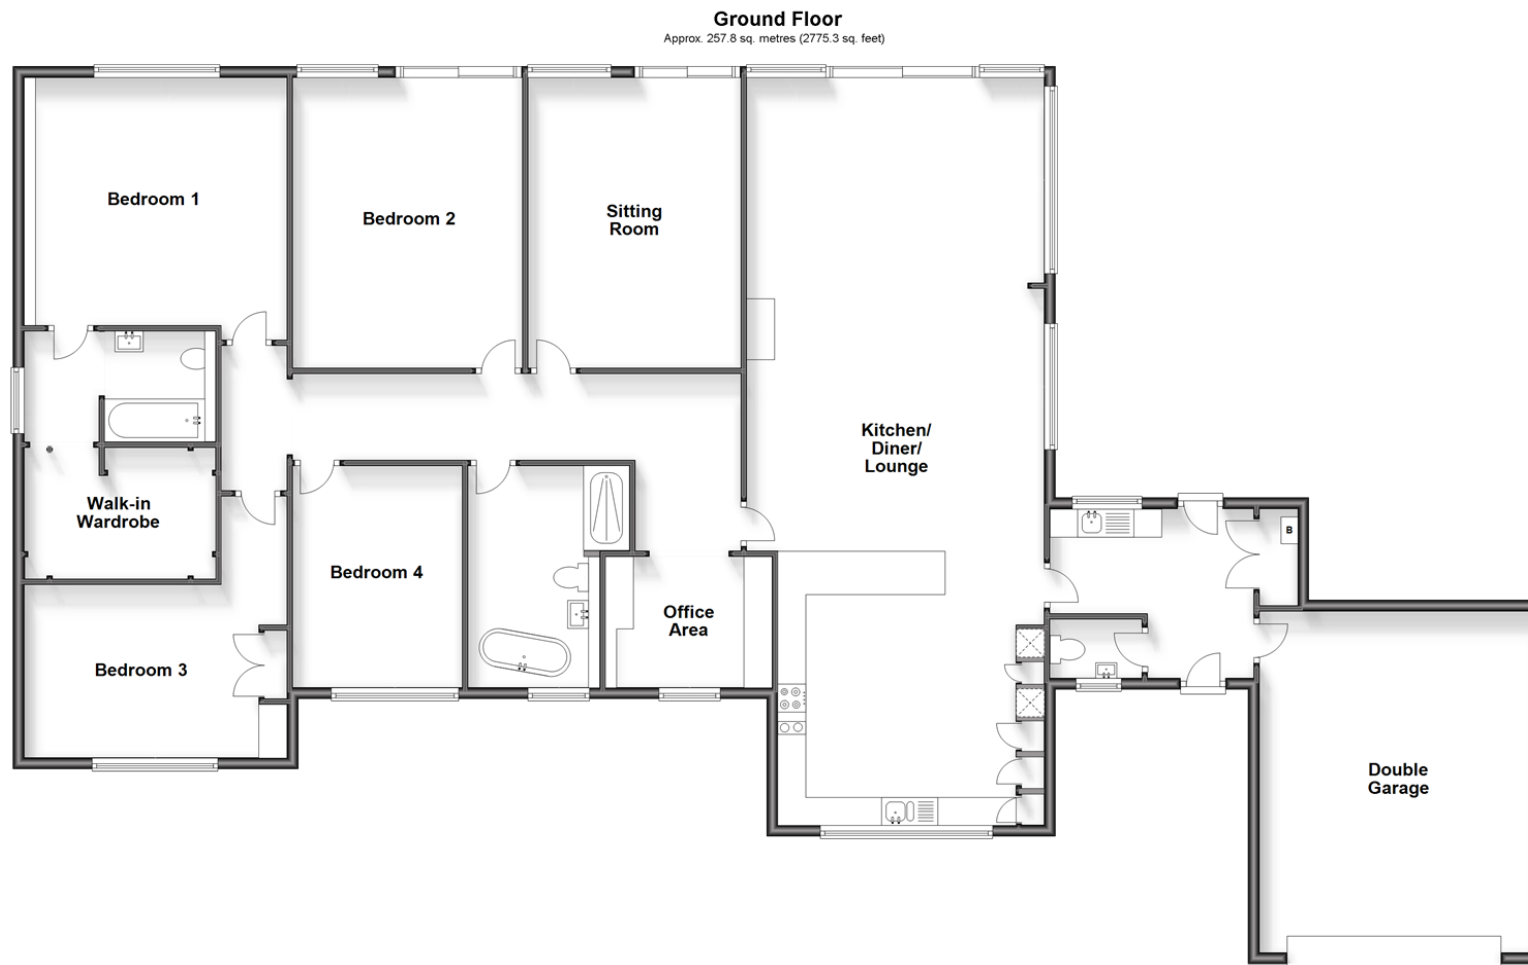 Ground Floor
Approx. 257.8 sq. metres (2775.3 sq. feet)
Bedroom 1
Bedroom 2
Sitting
Room
Kitchen/
Diner/
Lounge
Walk-in
Wardrobe
B
Bedroom 4
Office
Area
Bedroom 3
Double
Garage